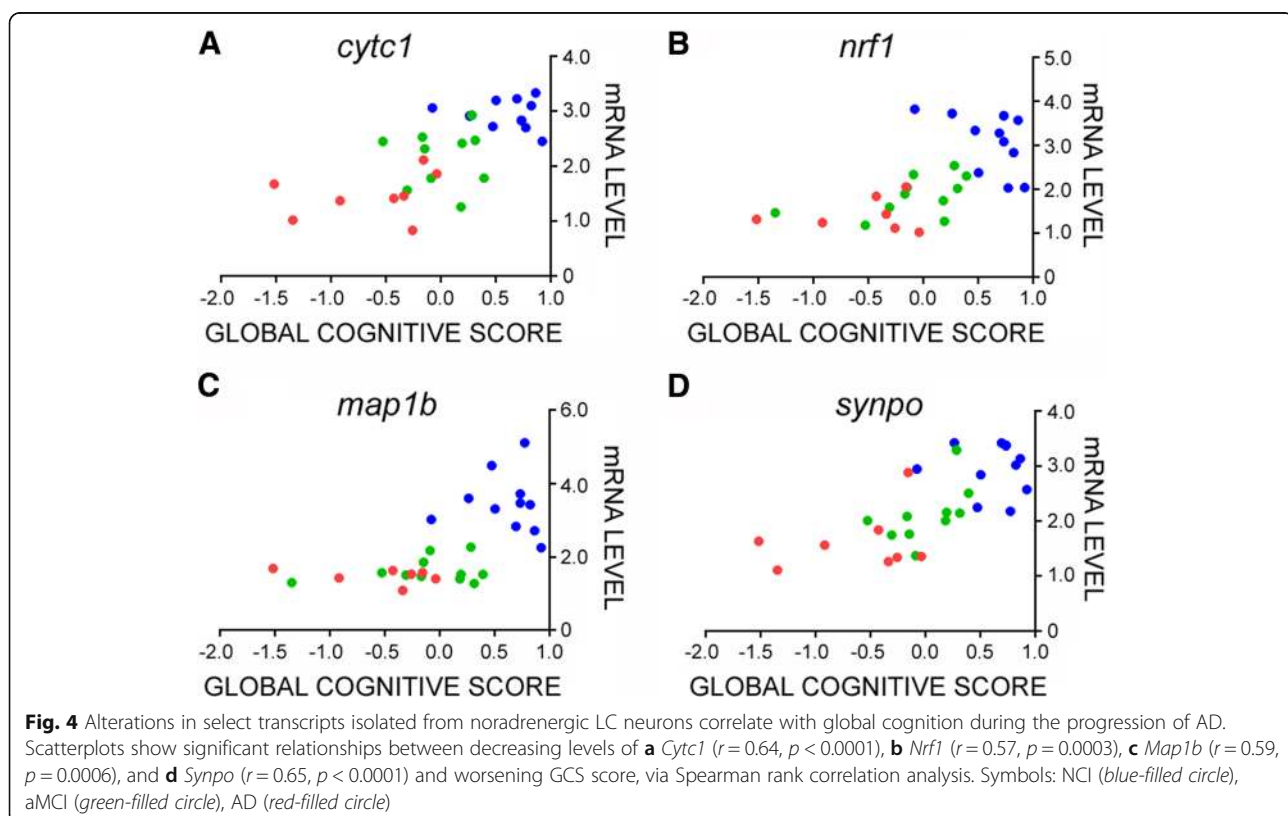 A cytc1
4.0
3.0
2.0
1.0
0
mRNA LEVEL
-2.0 -1.5 -1.0 -0.5 0.0 0.5 1.0
GLOBAL COGNITIVE SCORE
B nrf1
5.0
4.0
3.0
2.0
1.0
0
mRNA LEVEL
-2.0 -1.5 -1.0 -0.5 0.0 0.5 1.0
GLOBAL COGNITIVE SCORE
C map1b
6.0
4.0
2.0
0
mRNA LEVEL
-2.0 -1.5 -1.0 -0.5 0.0 0.5 1.0
GLOBAL COGNITIVE SCORE
D synpo
4.0
3.0
2.0
1.0
0
mRNA LEVEL
-2.0 -1.5 -1.0 -0.5 0.0 0.5 1.0
GLOBAL COGNITIVE SCORE
Fig. 4 Alterations in select transcripts isolated from noradrenergic LC neurons correlate with global cognition during the progression of AD.
Scatterplots show significant relationships between decreasing levels of a Cytc1 (r = 0.64, p < 0.0001), b Nrf1 (r = 0.57, p = 0.0003), c Map1b (r = 0.59,
p = 0.0006), and d Synpo (r = 0.65, p < 0.0001) and worsening GCS score, via Spearman rank correlation analysis. Symbols: NCI (blue-filled circle),
aMCI (green-filled circle), AD (red-filled circle)